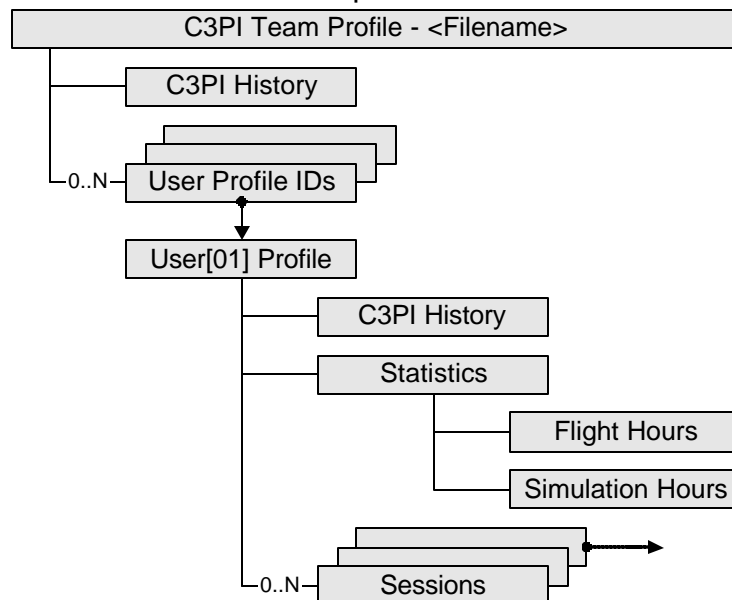 C3PI Team Profile - <Filename>
C3PI History
0..N
User Profile IDs
User[01] Profile
C3PI History
Statistics
Flight Hours
Simulation Hours
0..N
Sessions